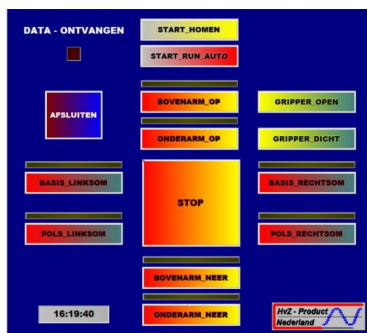 DATA - ONTVANGEN
START_HOMEN
START_RUN_AUTO
AFSLUITEN
BOVENARM_OP
GRIPPER_OPEN
ONDERARM_OP
GRIPPER_DICHT
BASIS_LINKSOM
STOP
BASIS_RECHTSOM
POLS_LINKSOM
POLS_RECHTSOM
BOVENARM_NEER
16:19:40
ONDERARM_NEER
HvZ - Product
Nederland